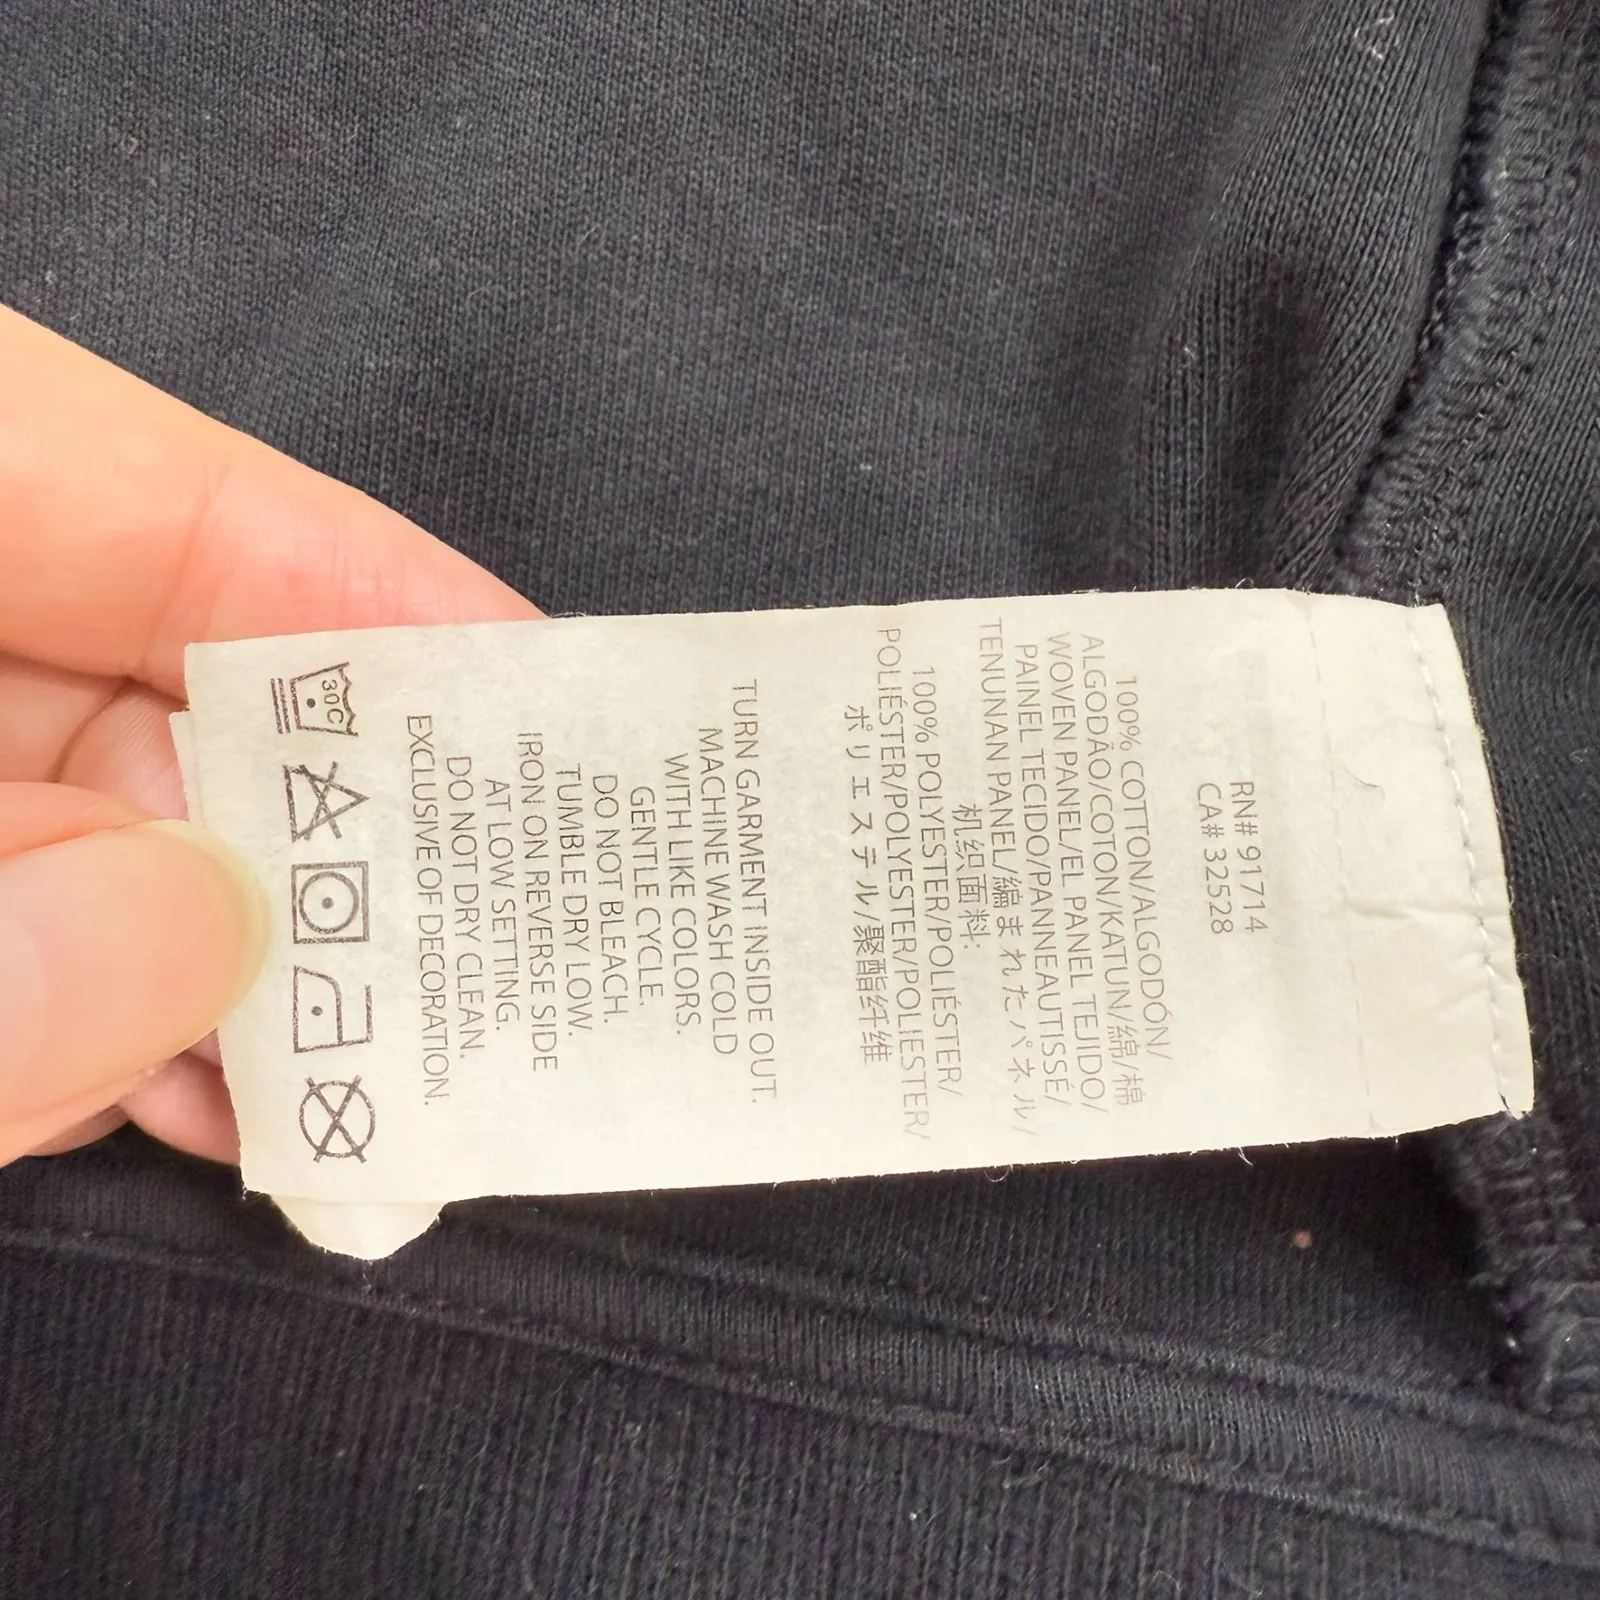 RN# 91714
CA# 32528
100% COTTON/ALGODÓN/
ALGODÃO/COTON/KATUN/綿/棉
WOVEN PANEL/EL PANEL TEJIDO/
PAINEL TECIDO/PANNEAUTISSÉ/
TENUNAN PANEL/編まれたパネル/
机织面料:
100% POLYESTER/POLIÉSTER/
POLIÉSTER/POLYESTER/POLIESTER/
ポリエステル/聚酯纤维
TURN GARMENT INSIDE OUT.
MACHINE WASH COLD
WITH LIKE COLORS.
GENTLE CYCLE.
DO NOT BLEACH.
TUMBLE DRY LOW.
IRON ON REVERSE SIDE
AT LOW SETTING.
DO NOT DRY CLEAN.
EXCLUSIVE OF DECORATION.
30C